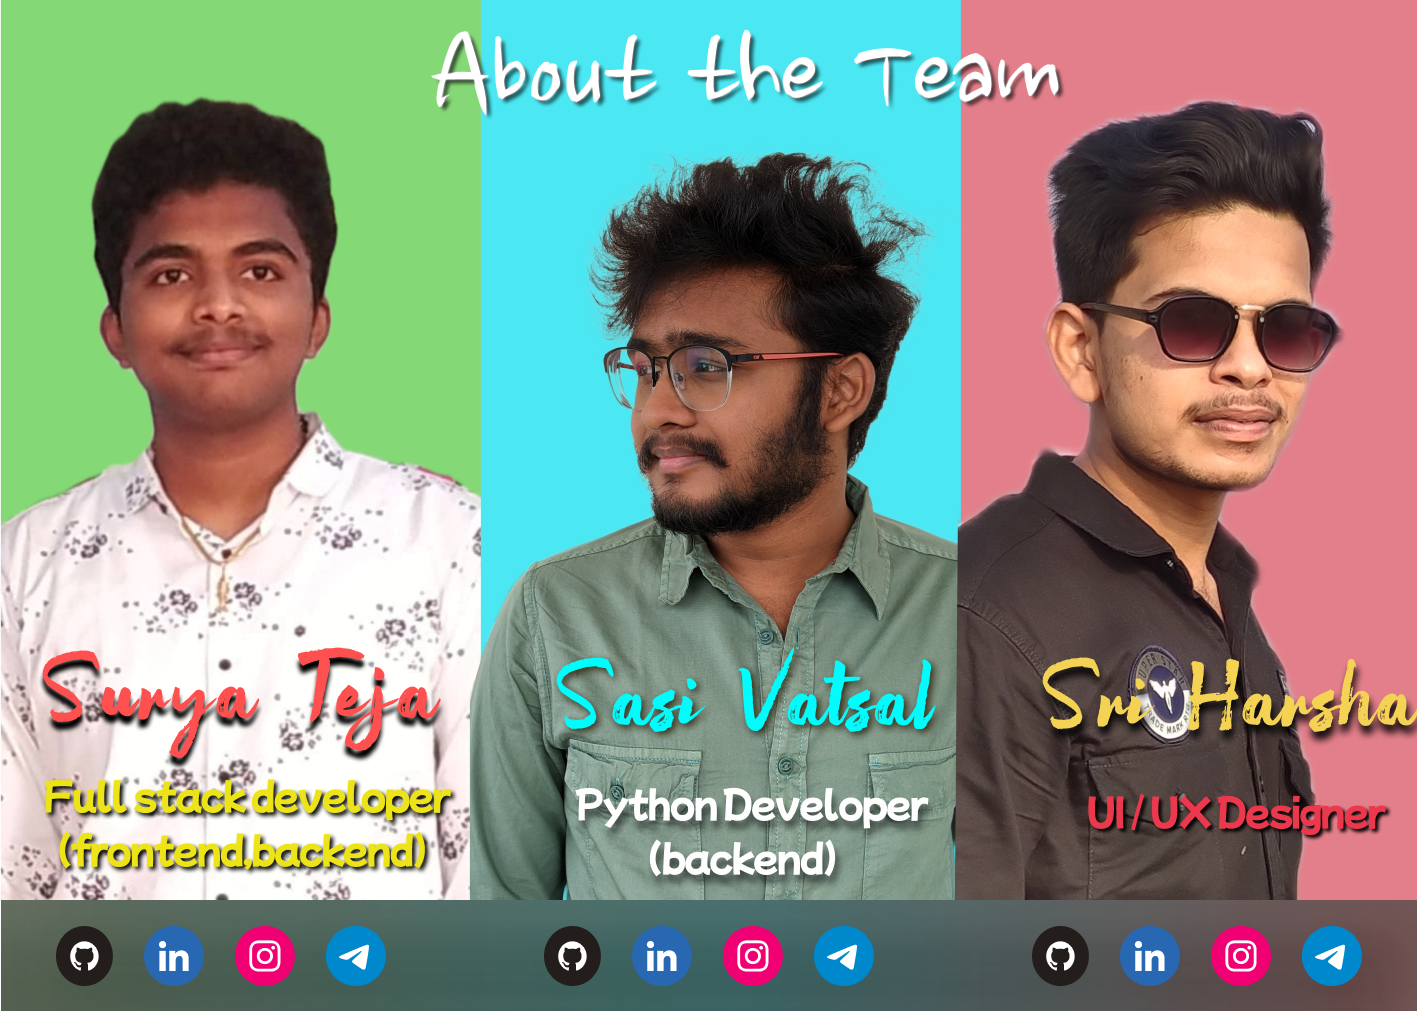 About the Team
Surya Teja
Full stack developer
(frontend,backend)
Sasi Vatsal
Python Developer
(backend)
Sri Harsha
UI / UX Designer
in
in
in